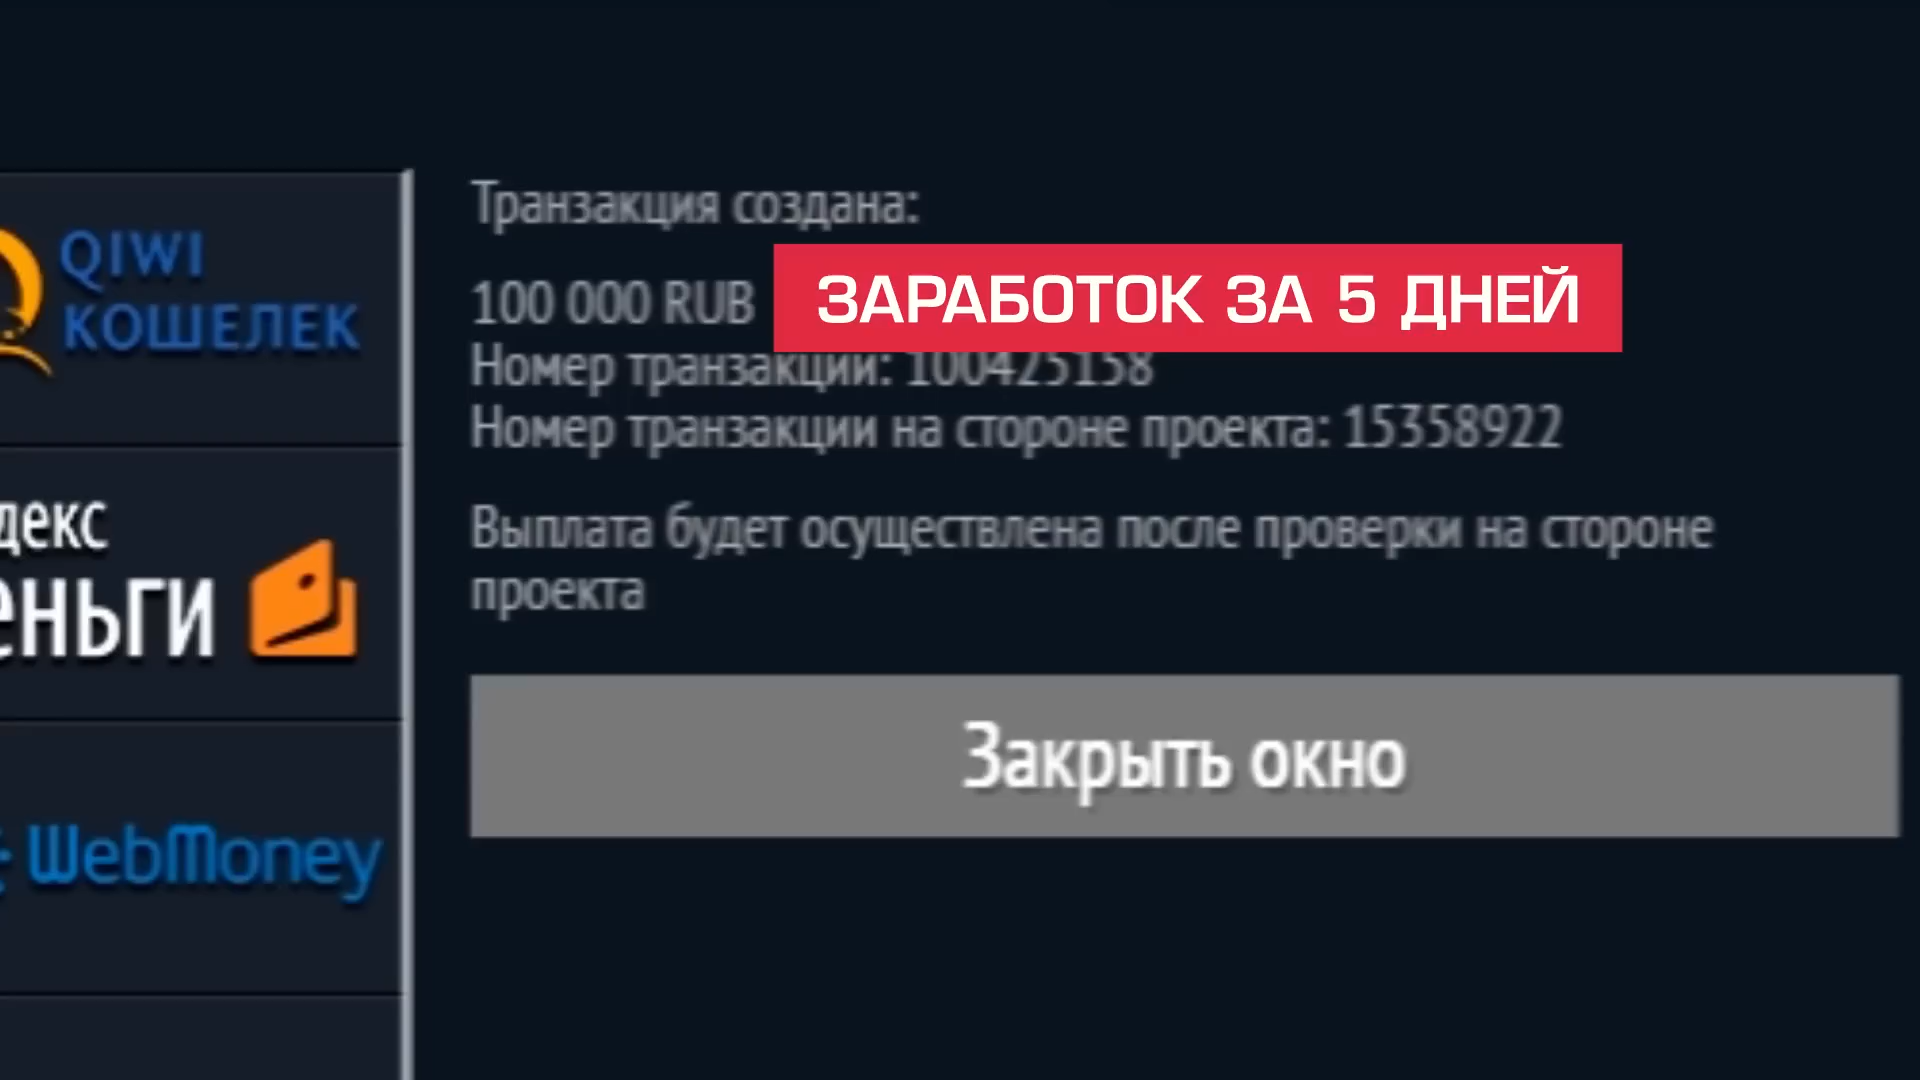 QIWI
КОШЕЛЕК
декс
еньги
WebMoney
Транзакция создана:
100 000 RUB
ЗАРАБОТОК ЗА 5 ДНЕЙ
Номер транзакции: 100425158
Номер транзакции на стороне проекта: 15358922
Выплата будет осуществлена после проверки на стороне
проекта
Закрыть окно